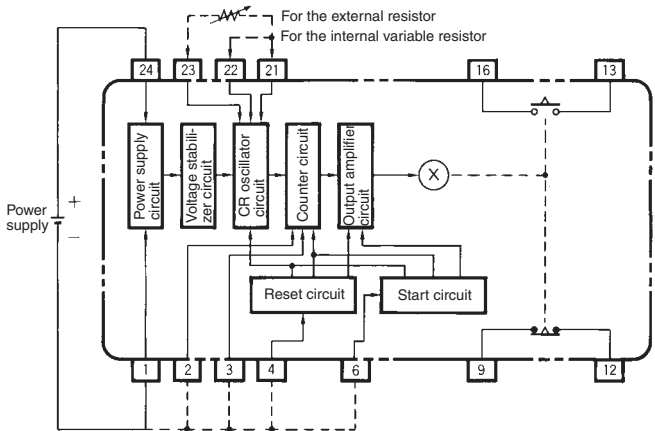 For the external resistor
For the internal variable resistor
24
23
22
21
16
13
Power supply
circuit
Voltage stabili-
zer circuit
CR oscillator
circuit
Counter circuit
Output amplifier
circuit
X
Power
supply
+
−
Reset circuit
Start circuit
1
2
3
4
6
9
12